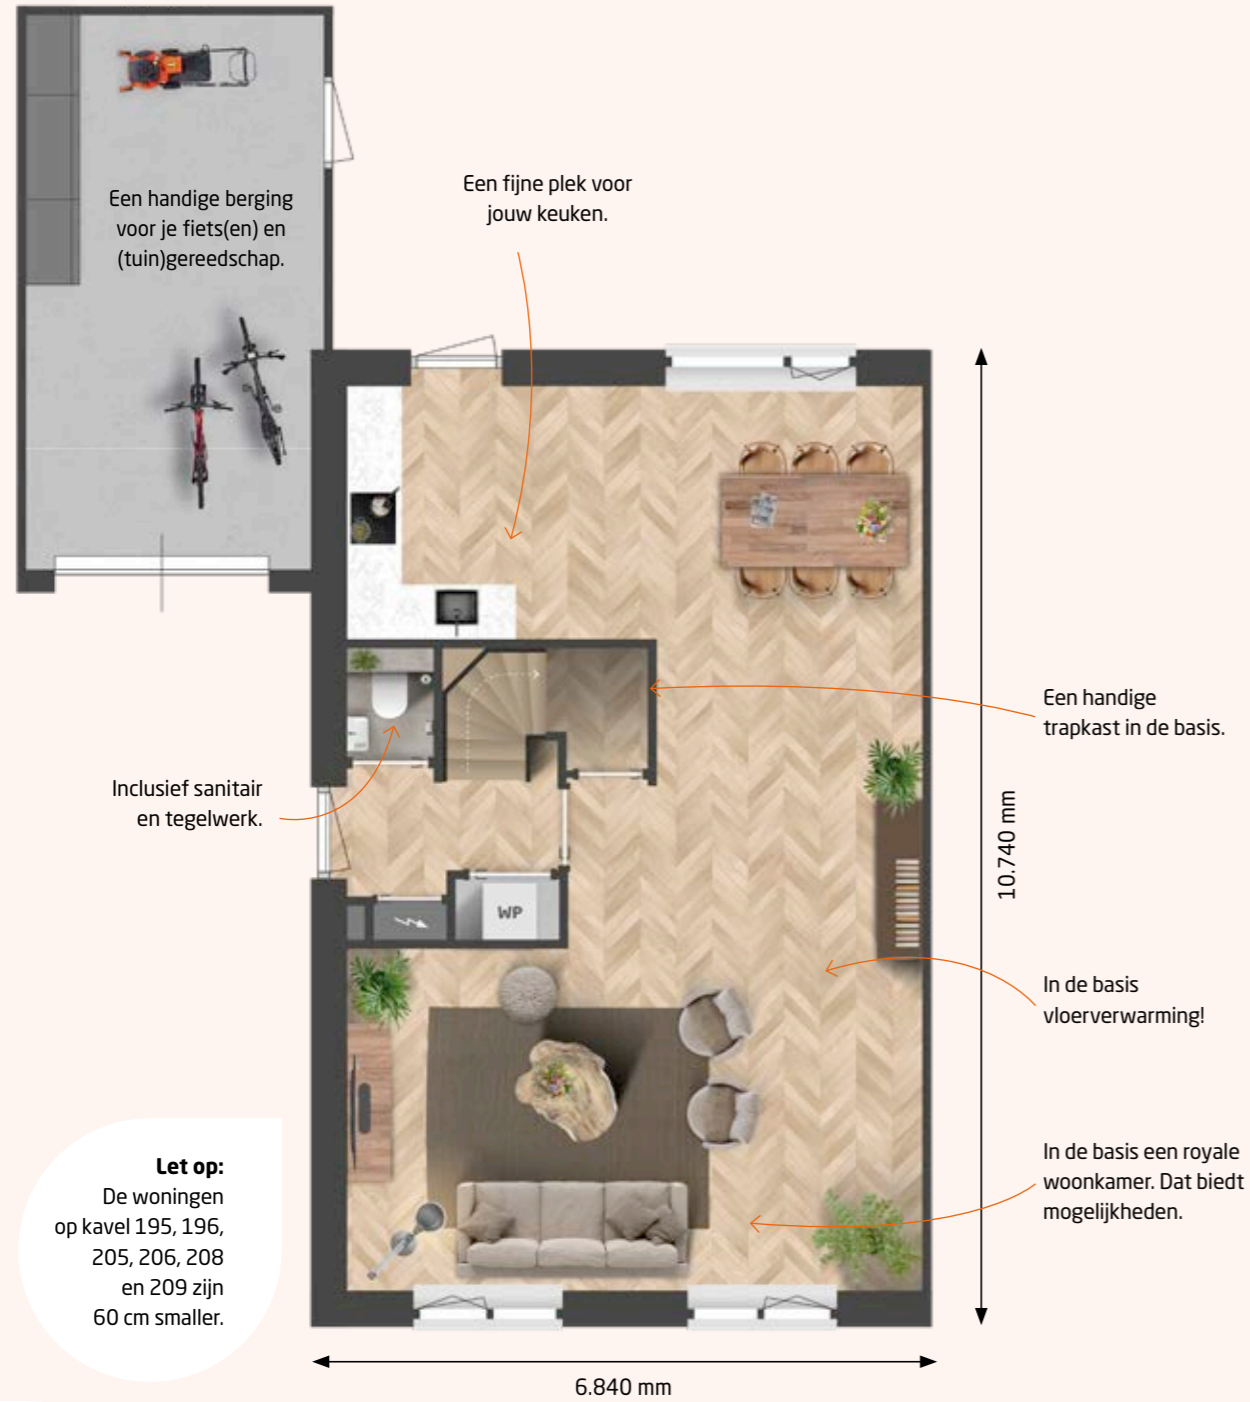 Een handige berging
voor je fiets(en) en
(tuin)gereedschap.
Een fijne plek voor
jouw keuken.
Een handige
trapkast in de basis.
Inclusief sanitair
en tegelwerk.
10.740 mm
WP
In de basis
vloerverwarming!
In de basis een royale
woonkamer. Dat biedt
mogelijkheden.
Let op:
De woningen
op kavel 195, 196,
205, 206, 208
en 209 zijn
60 cm smaller.
6.840 mm